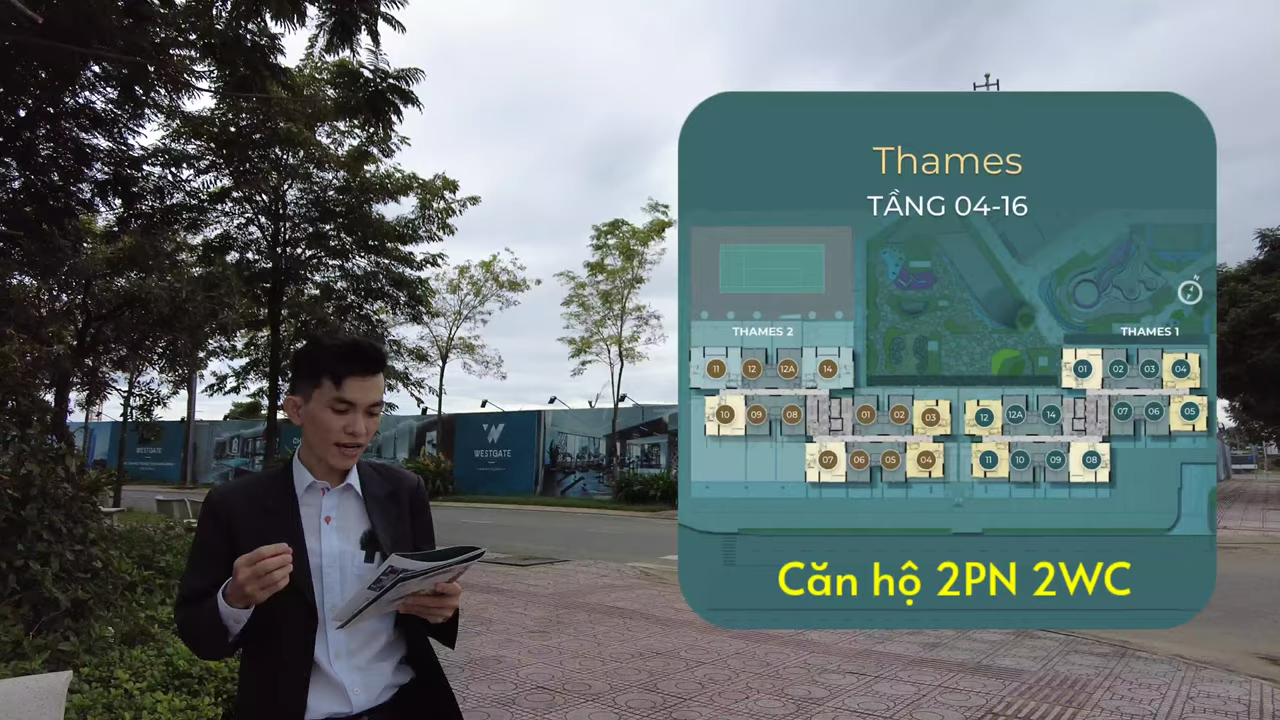 Thames
TẦNG 04-16
THAMES 2
THAMES 1
11 12 12A 14
01 02 03 04
10 09 08 01 02 03
12 12A 14 07 06 05
07 06 05 04
11 10 09 08
WESTGATE
Căn hộ 2PN 2WC